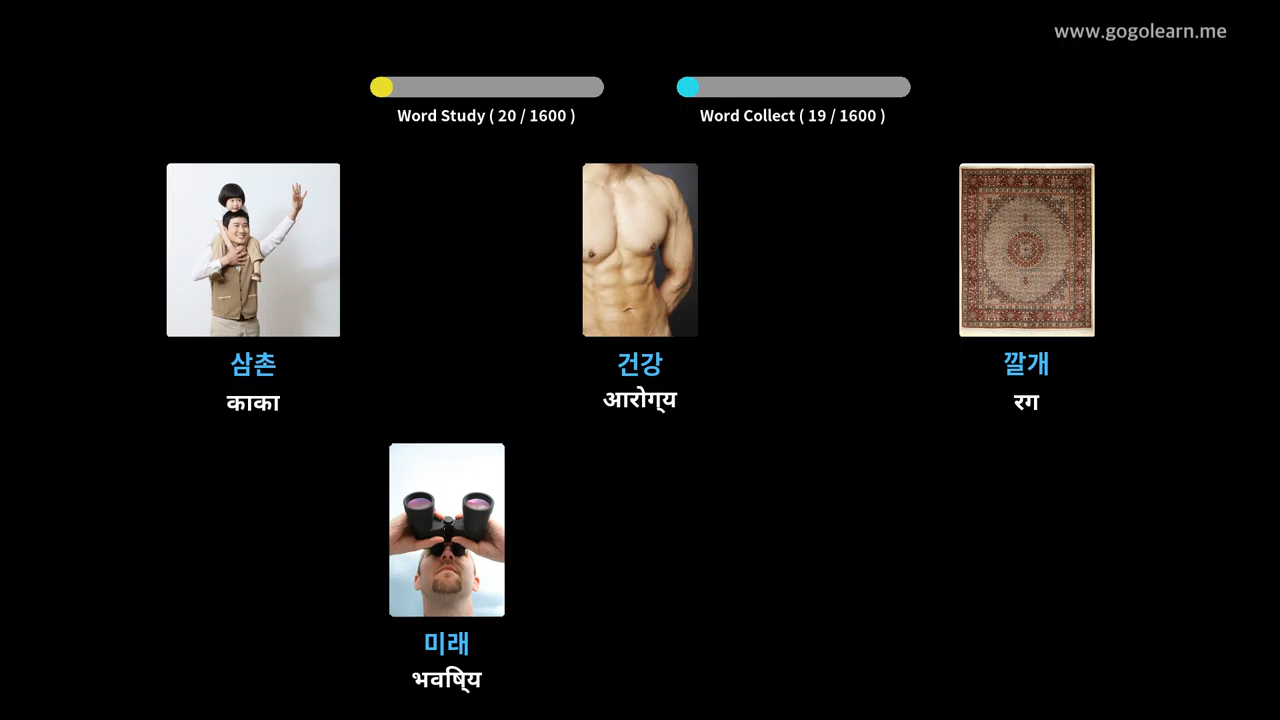 www.gogolearn.me
Word Study ( 20 / 1600 )
Word Collect ( 19 / 1600 )
삼촌
건강
깔개
काका
आरोग्‌य
रग
미래
भवषि्य